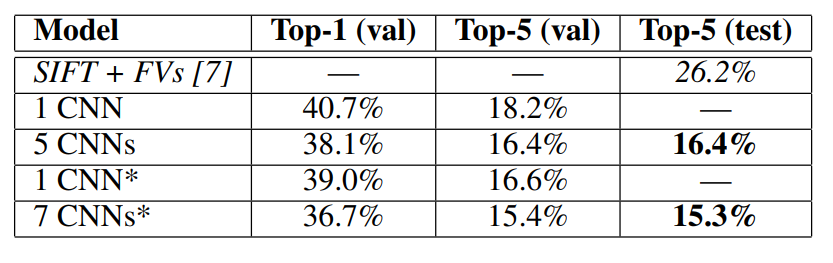 Model Top-1 (val) Top-5 (val) Top-5 (test)
SIFT + FVs [7] — — 26.2%
1 CNN 40.7% 18.2% —
5 CNNs 38.1% 16.4% 16.4%
1 CNN* 39.0% 16.6% —
7 CNNs* 36.7% 15.4% 15.3%